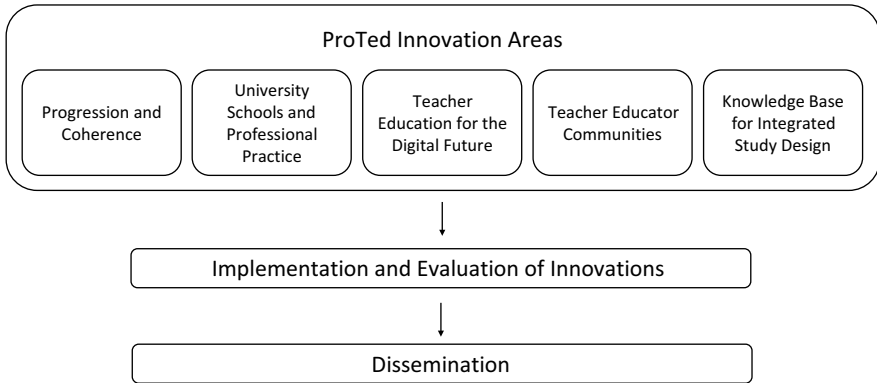 ProTed Innovation Areas
Progression and
Coherence
University
Schools and
Professional
Practice
Teacher
Education for the
Digital Future
Teacher Educator
Communities
Knowledge Base
for Integrated
Study Design
Implementation and Evaluation of Innovations
Dissemination